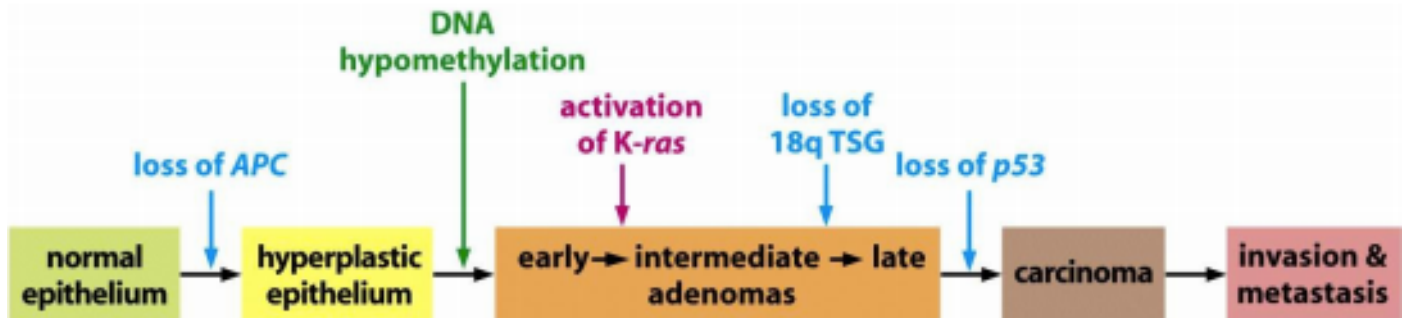 DNA
hypomethylation
activation
of K-ras
loss of
18q TSG
loss of APC
loss of p53
normal
epithelium
hyperplastic
epithelium
early → intermediate → late
adenomas
carcinoma
invasion &
metastasis